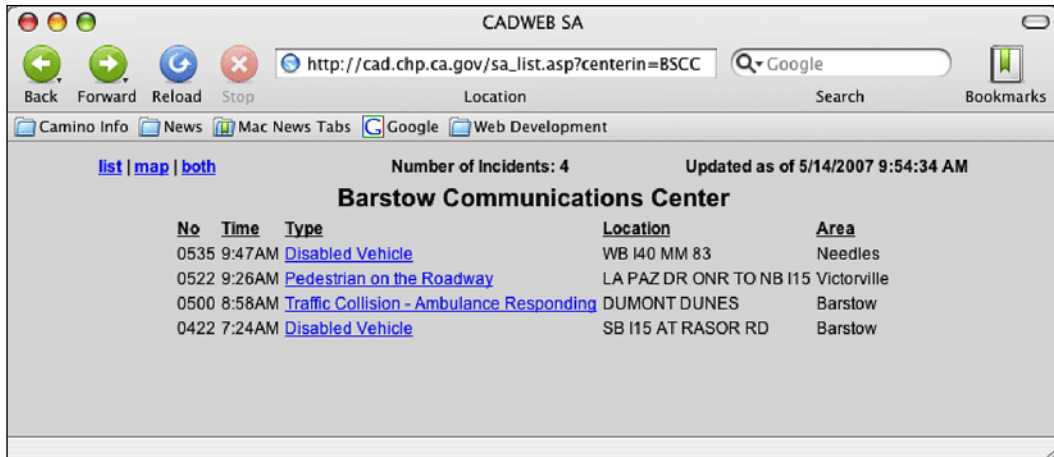 CADWEB SA
http://cad.chp.ca.gov/sa_list.asp?centerin=BSCC
Google
Back Forward Reload Stop Location Search Bookmarks
Camino Info News Mac News Tabs G Google Web Development
list | map | both Number of Incidents: 4 Updated as of 5/14/2007 9:54:34 AM
Barstow Communications Center
No Time Type Location Area
0535 9:47AM Disabled Vehicle WB I40 MM 83 Needles
0522 9:26AM Pedestrian on the Roadway LA PAZ DR ONR TO NB I15 Victorville
0500 8:58AM Traffic Collision - Ambulance Responding DUMONT DUNES Barstow
0422 7:24AM Disabled Vehicle SB I15 AT RASOR RD Barstow